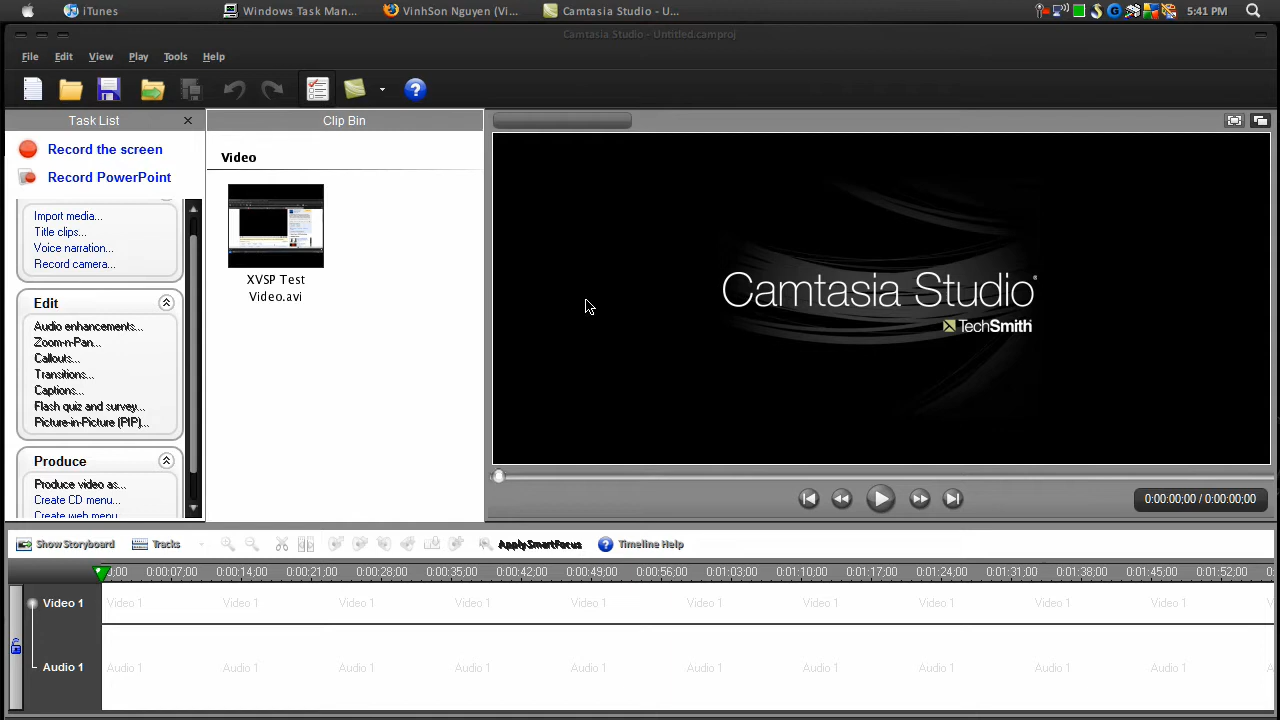 iTunes
Windows Task Man...
VinhSon Nguyen (Vi...
Camtasia Studio - U...
5:41 PM
Camtasia Studio - Untitled.camproj
File
Edit
View
Play
Tools
Help
Task List
Clip Bin
Record the screen
Record PowerPoint
Import media...
Title clips...
Voice narration...
Record camera...
Edit
Audio enhancements...
Zoom-n-Pan...
Callouts...
Transitions...
Captions...
Flash quiz and survey...
Picture-in-Picture (PIP)...
Produce
Produce video as...
Create CD menu...
Create web menu
Video
XVSP Test
Video.avi
Camtasia Studio®
TechSmith
0:00:00;00 / 0:00:00;00
Show Storyboard
Tracks
Apply SmartFocus
Timeline Help
;00 0:00:07;00 0:00:14;00 0:00:21;00 0:00:28;00 0:00:35;00 0:00:42;00 0:00:49;00 0:00:56;00 0:01:03;00 0:01:10;00 0:01:17;00 0:01:24;00 0:01:31;00 0:01:38;00 0:01:45;00 0:01:52;00 0
Video 1 Video 1 Video 1 Video 1 Video 1 Video 1 Video 1 Video 1 Video 1 Video 1 Video 1
Audio 1 Audio 1 Audio 1 Audio 1 Audio 1 Audio 1 Audio 1 Audio 1 Audio 1 Audio 1 Audio 1